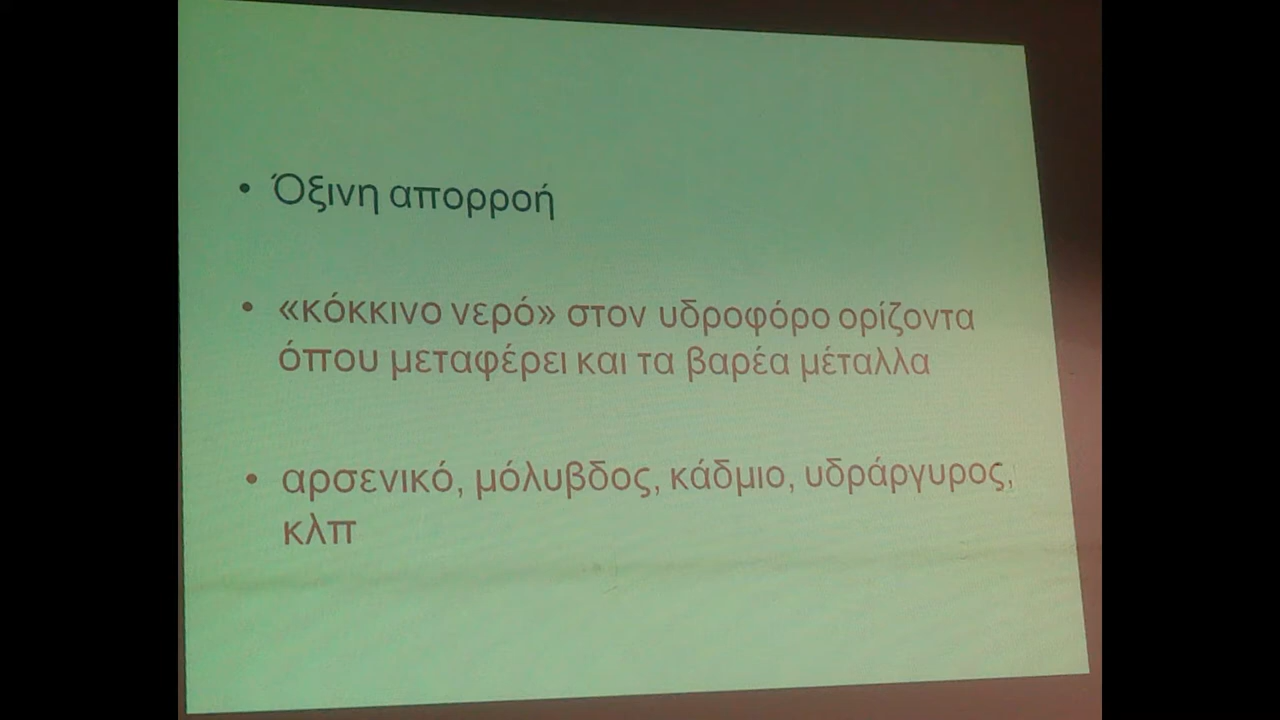 • Όξινη απορροή
• «κόκκινο νερό» στον υδροφόρο ορίζοντα
όπου μεταφέρει και τα βαρέα μέταλλα
• αρσενικό, μόλυβδος, κάδμιο, υδράργυρος,
κλπ